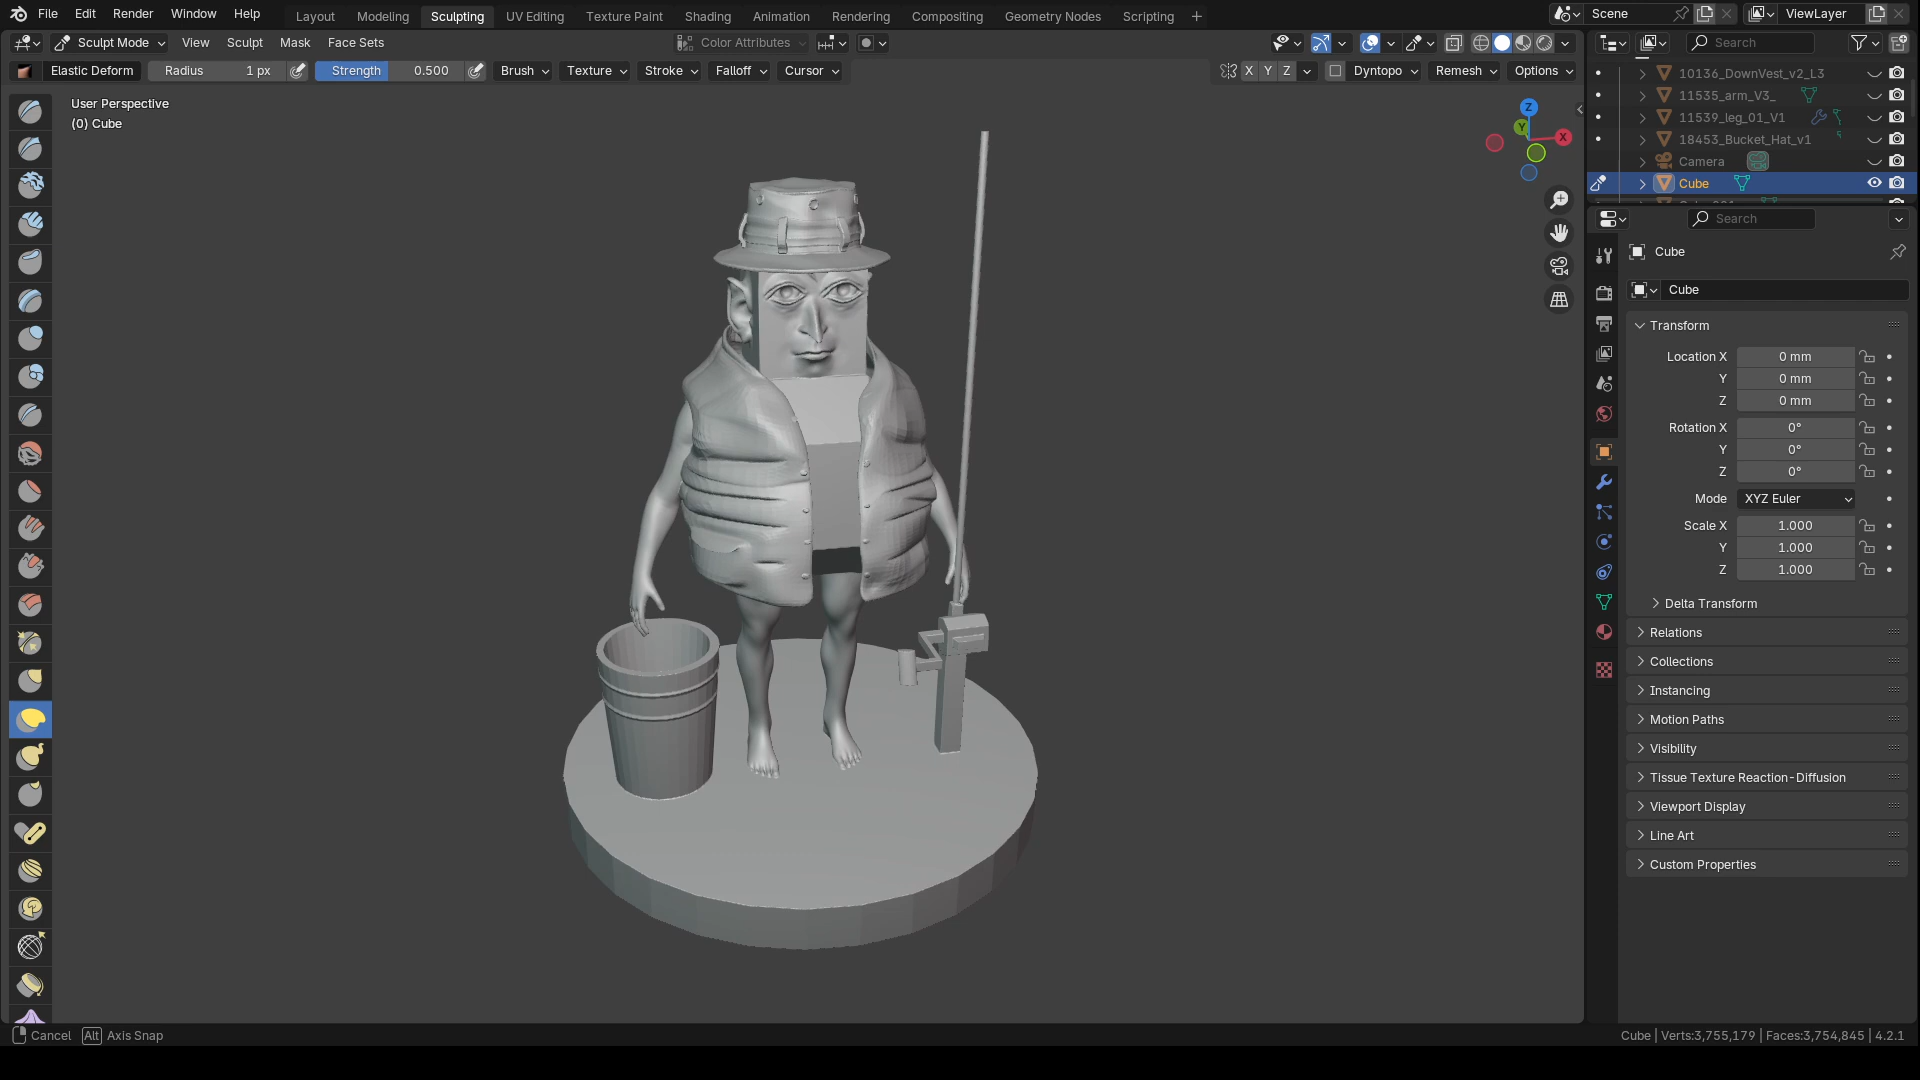 File Edit Render Window Help Layout Modeling Sculpting UV Editing Texture Paint Shading Animation Rendering Compositing Geometry Nodes Scripting + Scene ViewLayer
Sculpt Mode View Sculpt Mask Face Sets Color Attributes Search
Elastic Deform Radius 1 px Strength 0.500 Brush Texture Stroke Falloff Cursor X Y Z Dyntopo Remesh Options
User Perspective
(0) Cube
Z
Y
X
10136_DownVest_v2_L3
11535_arm_V3_
11539_leg_01_V1
18453_Bucket_Hat_v1
Camera
Cube
Search
Cube
Cube
Transform
Location X 0 mm
Y 0 mm
Z 0 mm
Rotation X 0°
Y 0°
Z 0°
Mode XYZ Euler
Scale X 1.000
Y 1.000
Z 1.000
Delta Transform
Relations
Collections
Instancing
Motion Paths
Visibility
Tissue Texture Reaction-Diffusion
Viewport Display
Line Art
Custom Properties
Cancel Alt Axis Snap Cube | Verts:3,755,179 | Faces:3,754,845 | 4.2.1